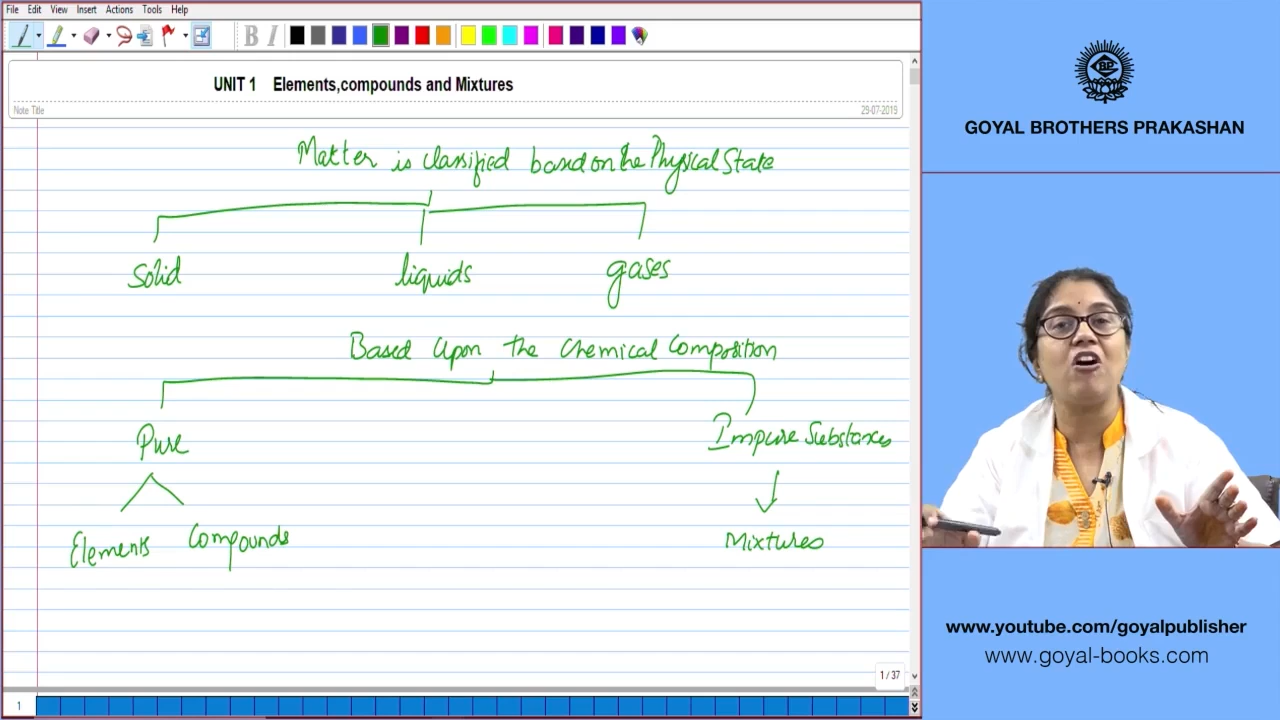 File Edit View Insert Actions Tools Help
B I
UNIT 1 Elements,compounds and Mixtures
Note Title
29-07-2019
Matter is classified based on the Physical State
Solid liquids gases
Based Upon the Chemical Composition
Pure Impure Substances
Elements Compounds Mixtures
1 / 37
1
GBP
GOYAL BROTHERS PRAKASHAN
www.youtube.com/goyalpublisher
www.goyal-books.com